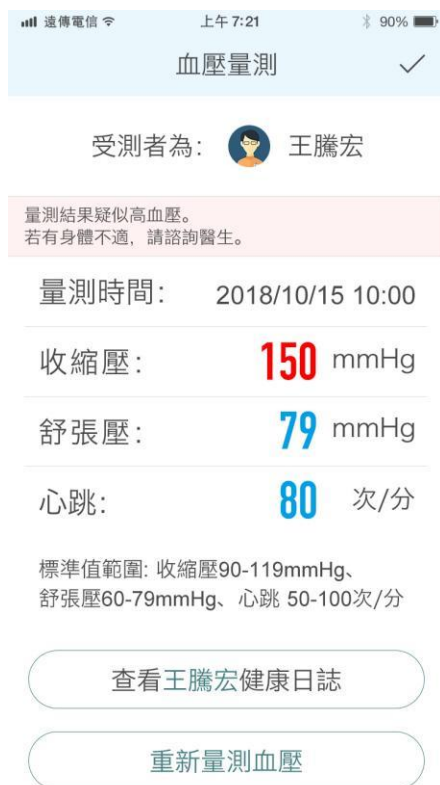 遠傳電信 上午 7:21 90%
血壓量測
受測者為: 王騰宏
量測結果疑似高血壓。
若有身體不適，請諮詢醫生。
量測時間: 2018/10/15 10:00
收縮壓: 150 mmHg
舒張壓: 79 mmHg
心跳: 80 次/分
標準值範圍: 收縮壓90-119mmHg、
舒張壓60-79mmHg、心跳 50-100次/分
查看王騰宏健康日誌
重新量測血壓